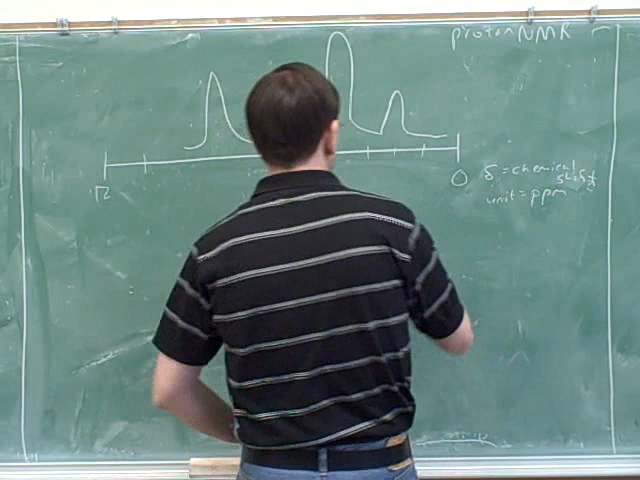 proton NMR
12
0
δ = chemical
shift
unit = ppm